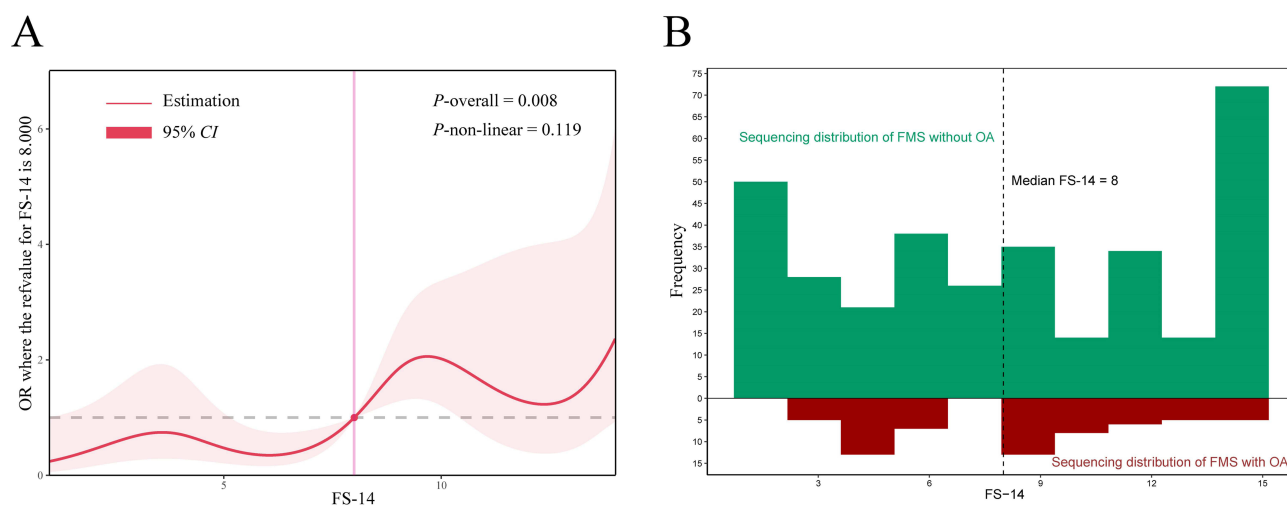 A
OR where the refvalue for FS-14 is 8.000
6
4
2
0
Estimation
95% CI
P-overall = 0.008
P-non-linear = 0.119
5
10
FS-14
B
Frequency
75
70
65
60
55
50
45
40
35
30
25
20
15
10
5
0
5
10
15
Sequencing distribution of FMS without OA
Median FS-14 = 8
Sequencing distribution of FMS with OA
3
6
9
12
15
FS-14